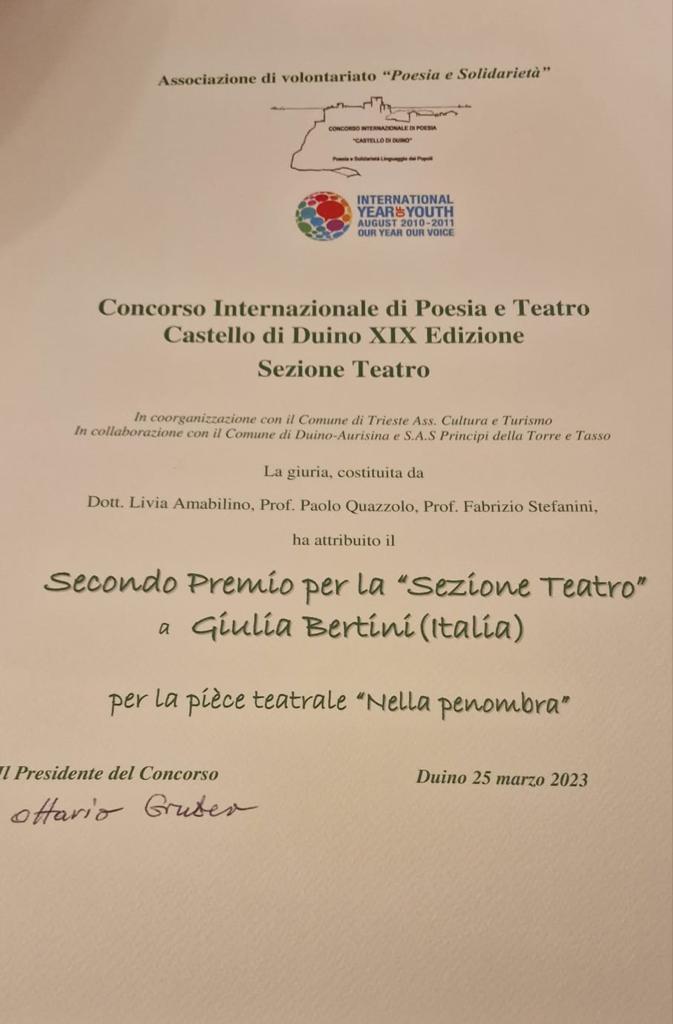 Associazione di volontariato “Poesia e Solidarietà”
CONCORSO INTERNAZIONALE DI POESIA
"CASTELLO DI DUINO"
Poesia e Solidarietà Linguaggio dei Popoli
INTERNATIONAL
YEAR OF YOUTH
AUGUST 2010-2011
OUR YEAR OUR VOICE
Concorso Internazionale di Poesia e Teatro
Castello di Duino XIX Edizione
Sezione Teatro
In coorganizzazione con il Comune di Trieste Ass. Cultura e Turismo
In collaborazione con il Comune di Duino-Aurisina e S.A.S Principi della Torre e Tasso
La giuria, costituita da
Dott. Livia Amabilino, Prof. Paolo Quazzolo, Prof. Fabrizio Stefanini,
ha attribuito il
Secondo Premio per la “Sezione Teatro”
a Giulia Bertini (Italia)
per la pièce teatrale “Nella penombra”
Il Presidente del Concorso
Duino 25 marzo 2023
Ottavio Gruber